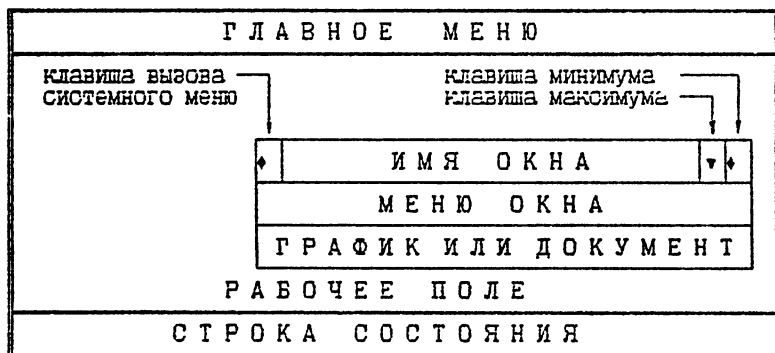 ГЛАВНОЕ МЕНЮ
клавиша вызова
системного меню
клавиша минимума
клавиша максимума
ИМЯ ОКНА
МЕНЮ ОКНА
ГРАФИК ИЛИ ДОКУМЕНТ
РАБОЧЕЕ ПОЛЕ
СТРОКА СОСТОЯНИЯ